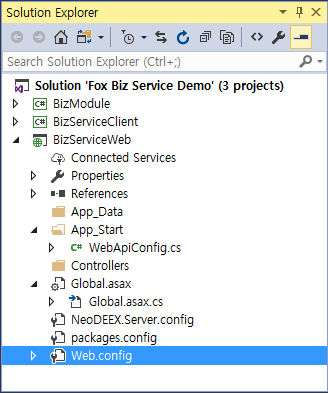 Solution Explorer
Search Solution Explorer (Ctrl+;)
Solution 'Fox Biz Service Demo' (3 projects)
C# BizModule
C# BizServiceClient
BizServiceWeb
Connected Services
Properties
References
App_Data
App_Start
C# WebApiConfig.cs
Controllers
Global.asax
Global.asax.cs
NeoDEEX.Server.config
packages.config
Web.config